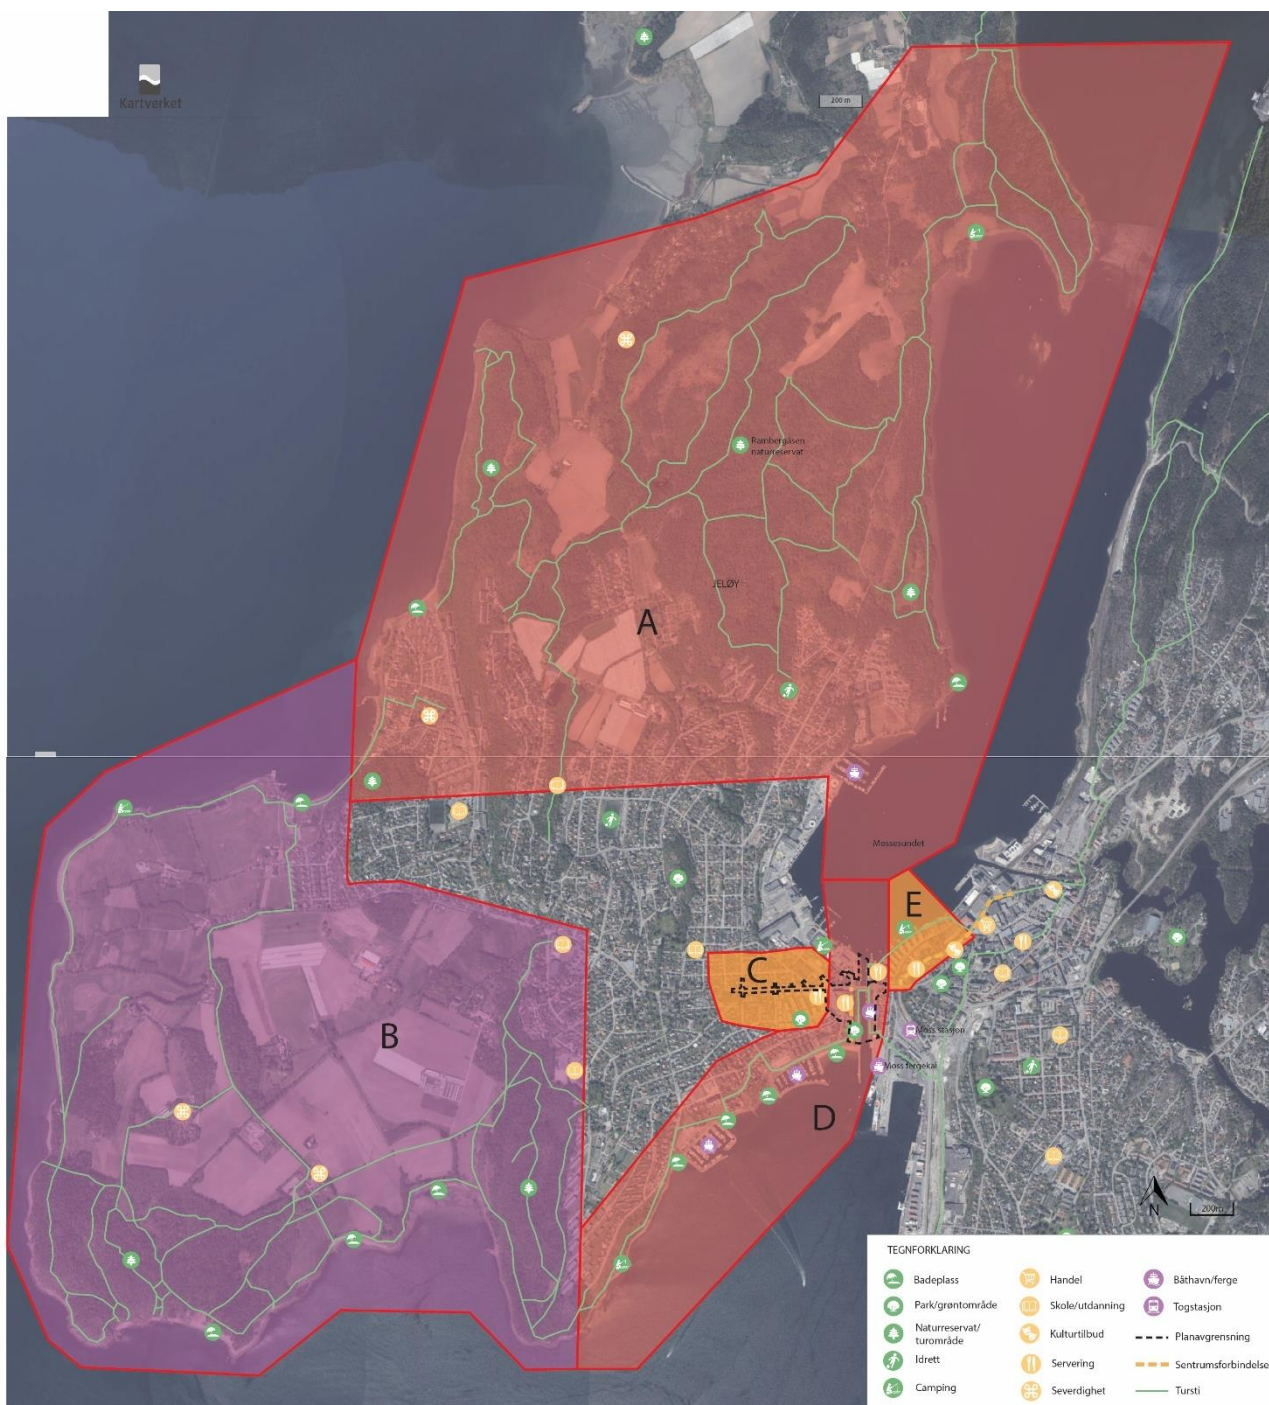 Kartverket
200 m
Rambergåsen
naturreservat
JELØY
A
Mossesundet
E
C
B
Moss stasjon
Moss fergekai
D
N
200m
TEGNFORKLARING
Badeplass
Park/grøntområde
Naturreservat/
turområde
Idrett
Camping
Handel
Skole/utdanning
Kulturtilbud
Servering
Severdighet
Båthavn/ferge
Togstasjon
Planavgrensning
Sentrumsforbindelse
Tursti